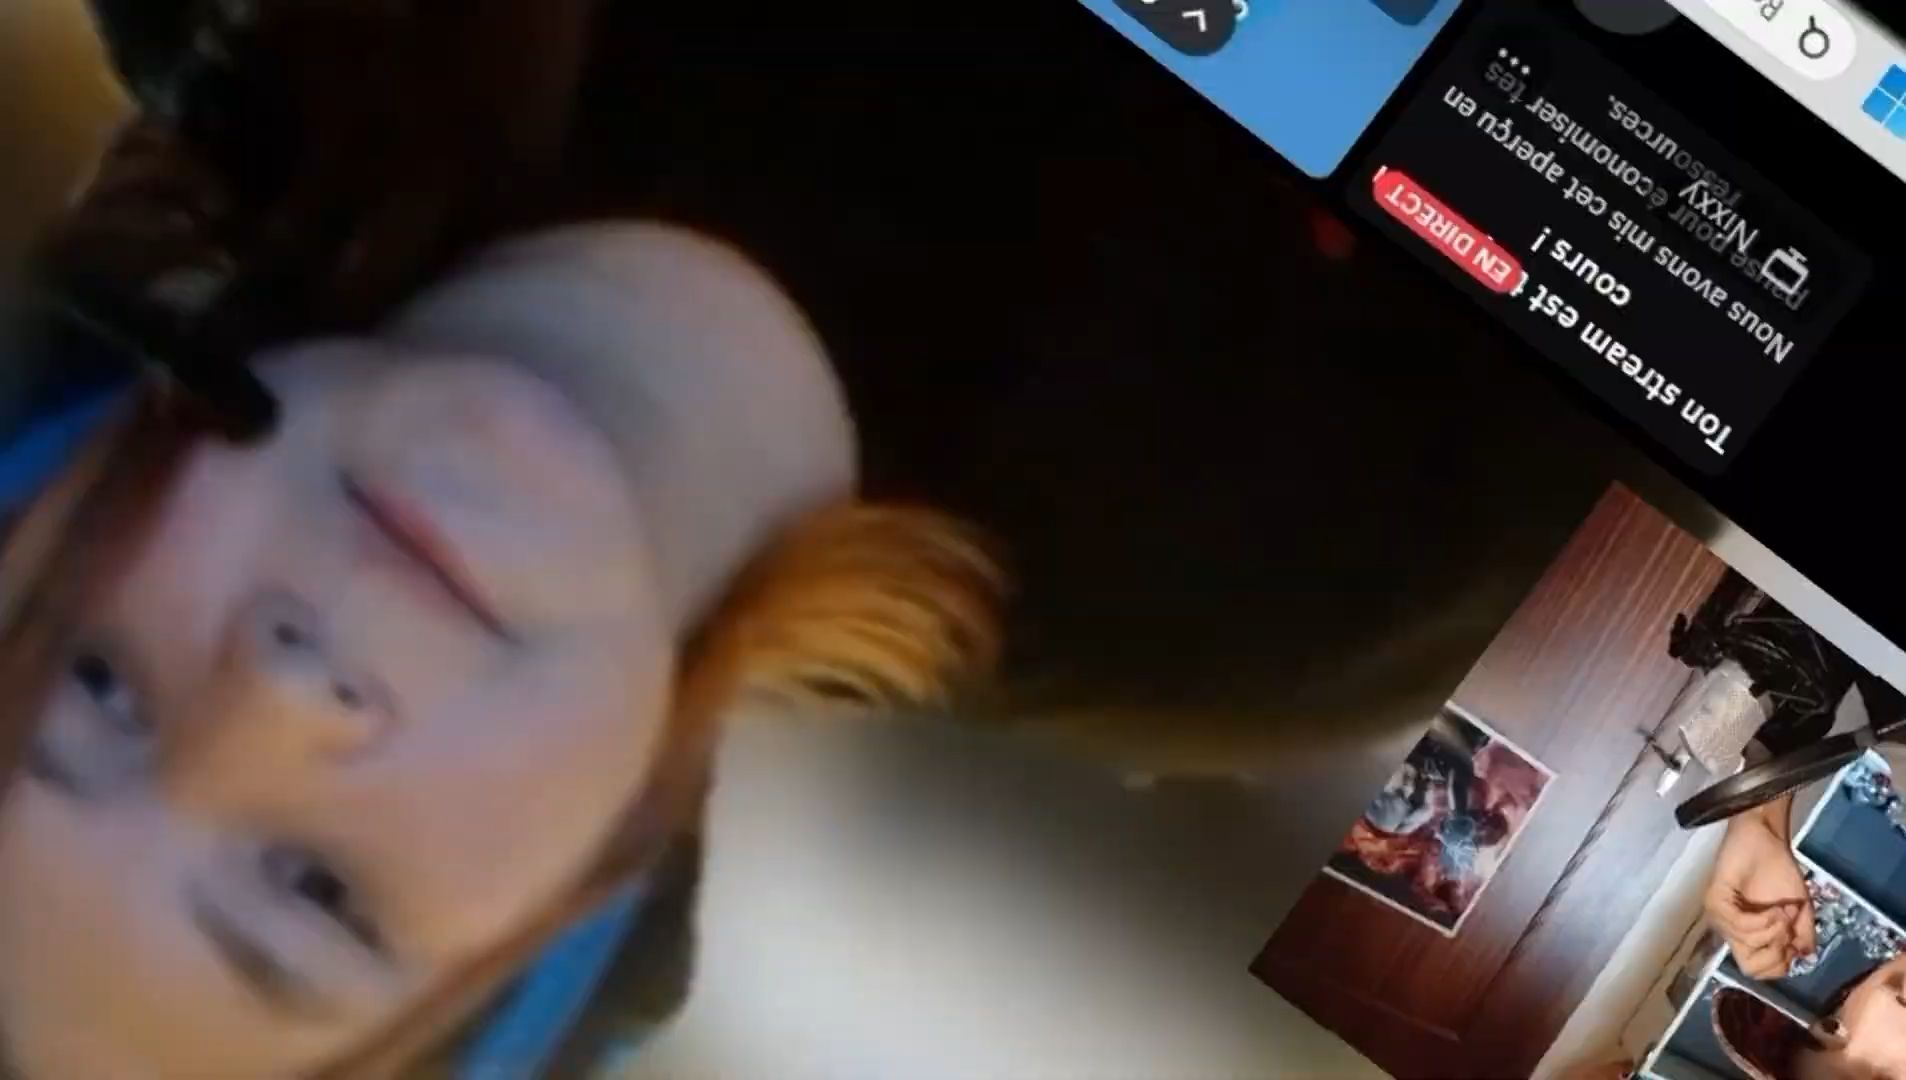 Ton stream est
cours !
EN DIRECT
Nous avons mis cet aperçu en
pause pour économiser tes
ressources.
Nixxy